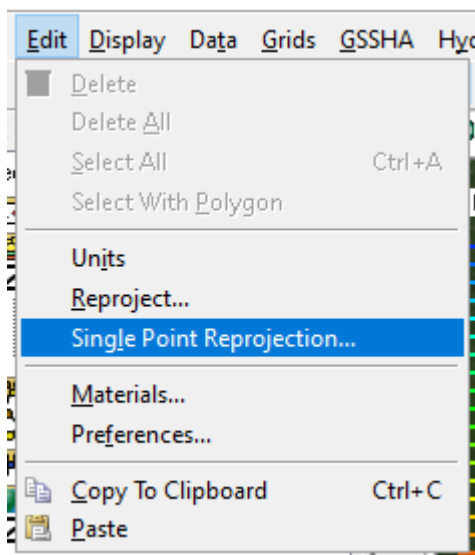 Edit Display Data Grids GSSHA
Delete
Delete All
Select All Ctrl+A
Select With Polygon
Units
Reproject...
Single Point Reprojection...
Materials...
Preferences...
Copy To Clipboard Ctrl+C
Paste